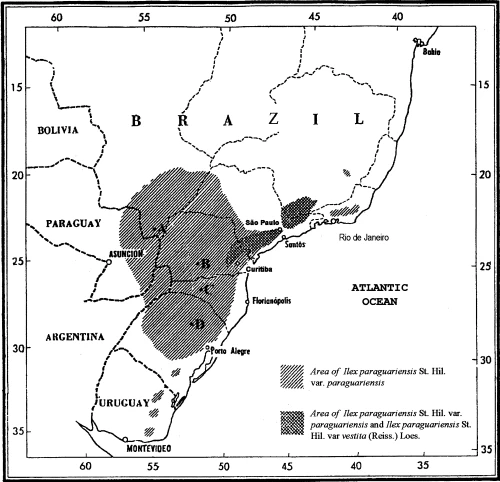 60 55 50 45 40 35
Bahia
15
15
BOLIVIA
B R A Z I L
20
20
PARAGUAY
A
São Paulo
Rio de Janeiro
Santós
ASUNCIÓN
B
25
25
Curitiba
C
ATLANTIC
OCEAN
Florianópolis
D
ARGENTINA
30
30
Porto Alegre
Area of Ilex paraguariensis St. Hil.
var. paraguariensis
URUGUAY
Area of Ilex paraguariensis St. Hil. var.
paraguariensis and Ilex paraguariensis St.
Hil. var vestita (Reiss.) Loes.
35
35
MONTEVIDEO
60 55 50 45 40 35